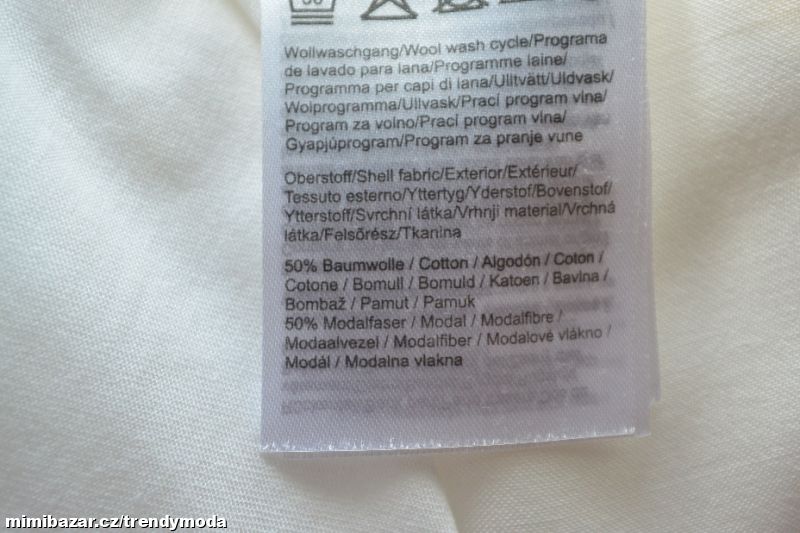 Wollwaschgang/Wool wash cycle/Programa
de lavado para lana/Programme laine/
Programma per capi di lana/Ulltvätt/Uldvask/
Wolprogramma/Ullvask/Prací program vlna/
Program za volno/Prací program vlna/
Gyapjúprogram/Program za pranje vune
Oberstoff/Shell fabric/Exterior/Extérieur/
Tessuto esterno/Yttertyg/Yderstof/Bovenstof/
Ytterstoff/Svrchní látka/Vrhnji material/Vrchná
látka/Felsőrész/Tkanina
50% Baumwolle / Cotton / Algodón / Coton /
Cotone / Bomull / Bomuld / Katoen / Bavlna /
Bombaž / Pamut / Pamuk
50% Modalfaser / Modal / Modalfibre /
Modaalvezel / Modalfiber / Modalové vlákno /
Modál / Modalna vlakna
mimibazar.cz/trendymoda